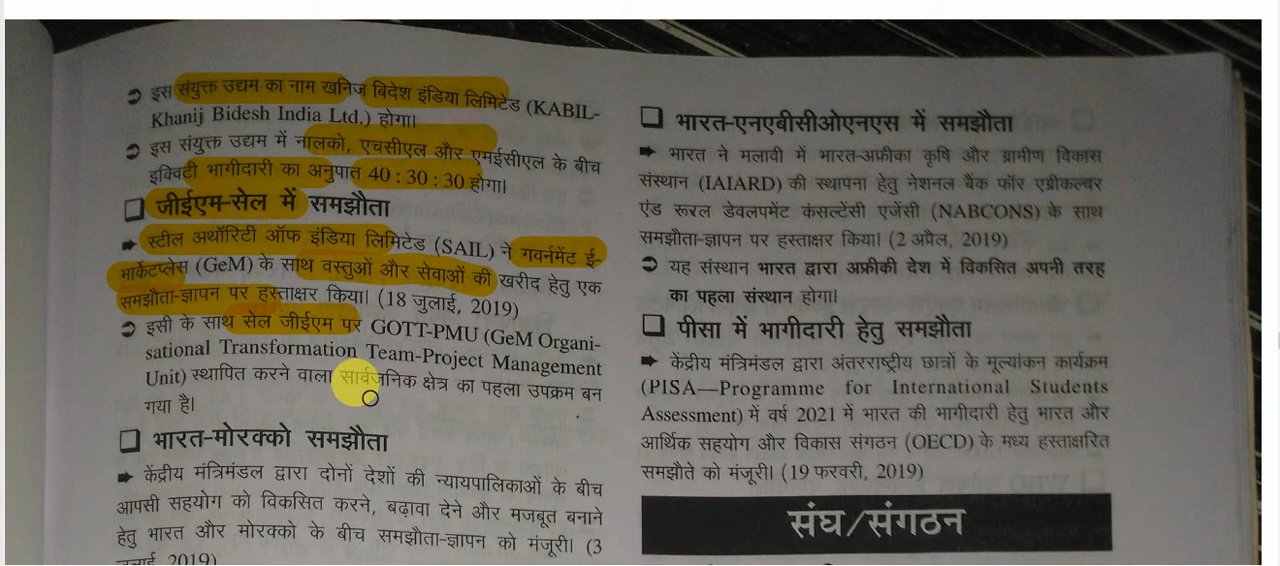 ➲ इस संयुक्त उद्यम का नाम खनिज बिदेश इंडिया लिमिटेड (KABIL-
Khanij Bidesh India Ltd.) होगा।
➲ इस संयुक्त उद्यम में नालको, एचसीएल और एमईसीएल के बीच
इक्विटी भागीदारी का अनुपात 40 : 30 : 30 होगा।
❑ जीईएम-सेल में समझौता
➨ स्टील अथॉरिटी ऑफ इंडिया लिमिटेड (SAIL) ने गवर्नमेंट ई-
मार्केटप्लेस (GeM) के साथ वस्तुओं और सेवाओं की खरीद हेतु एक
समझौता-ज्ञापन पर हस्ताक्षर किया। (18 जुलाई, 2019)
➲ इसी के साथ सेल जीईएम पर GOTT-PMU (GeM Organi-
sational Transformation Team-Project Management
Unit) स्थापित करने वाला सार्वजनिक क्षेत्र का पहला उपक्रम बन
गया है।
❑ भारत-मोरक्को समझौता
➨ केंद्रीय मंत्रिमंडल द्वारा दोनों देशों की न्यायपालिकाओं के बीच
आपसी सहयोग को विकसित करने, बढ़ावा देने और मजबूत बनाने
हेतु भारत और मोरक्को के बीच समझौता-ज्ञापन को मंजूरी। (3
जुलाई, 2019)
❑ भारत-एनएबीसीओएनएस में समझौता
➨ भारत ने मलावी में भारत-अफ्रीका कृषि और ग्रामीण विकास
संस्थान (IAIARD) की स्थापना हेतु नेशनल बैंक फॉर एग्रीकल्चर
एंड रूरल डेवलपमेंट कंसल्टेंसी एजेंसी (NABCONS) के साथ
समझौता-ज्ञापन पर हस्ताक्षर किया। (2 अप्रैल, 2019)
➲ यह संस्थान भारत द्वारा अफ्रीकी देश में विकसित अपनी तरह
का पहला संस्थान होगा।
❑ पीसा में भागीदारी हेतु समझौता
➨ केंद्रीय मंत्रिमंडल द्वारा अंतरराष्ट्रीय छात्रों के मूल्यांकन कार्यक्रम
(PISA—Programme for International Students
Assessment) में वर्ष 2021 में भारत की भागीदारी हेतु भारत और
आर्थिक सहयोग और विकास संगठन (OECD) के मध्य हस्ताक्षरित
समझौते को मंजूरी। (19 फरवरी, 2019)
संघ/संगठन